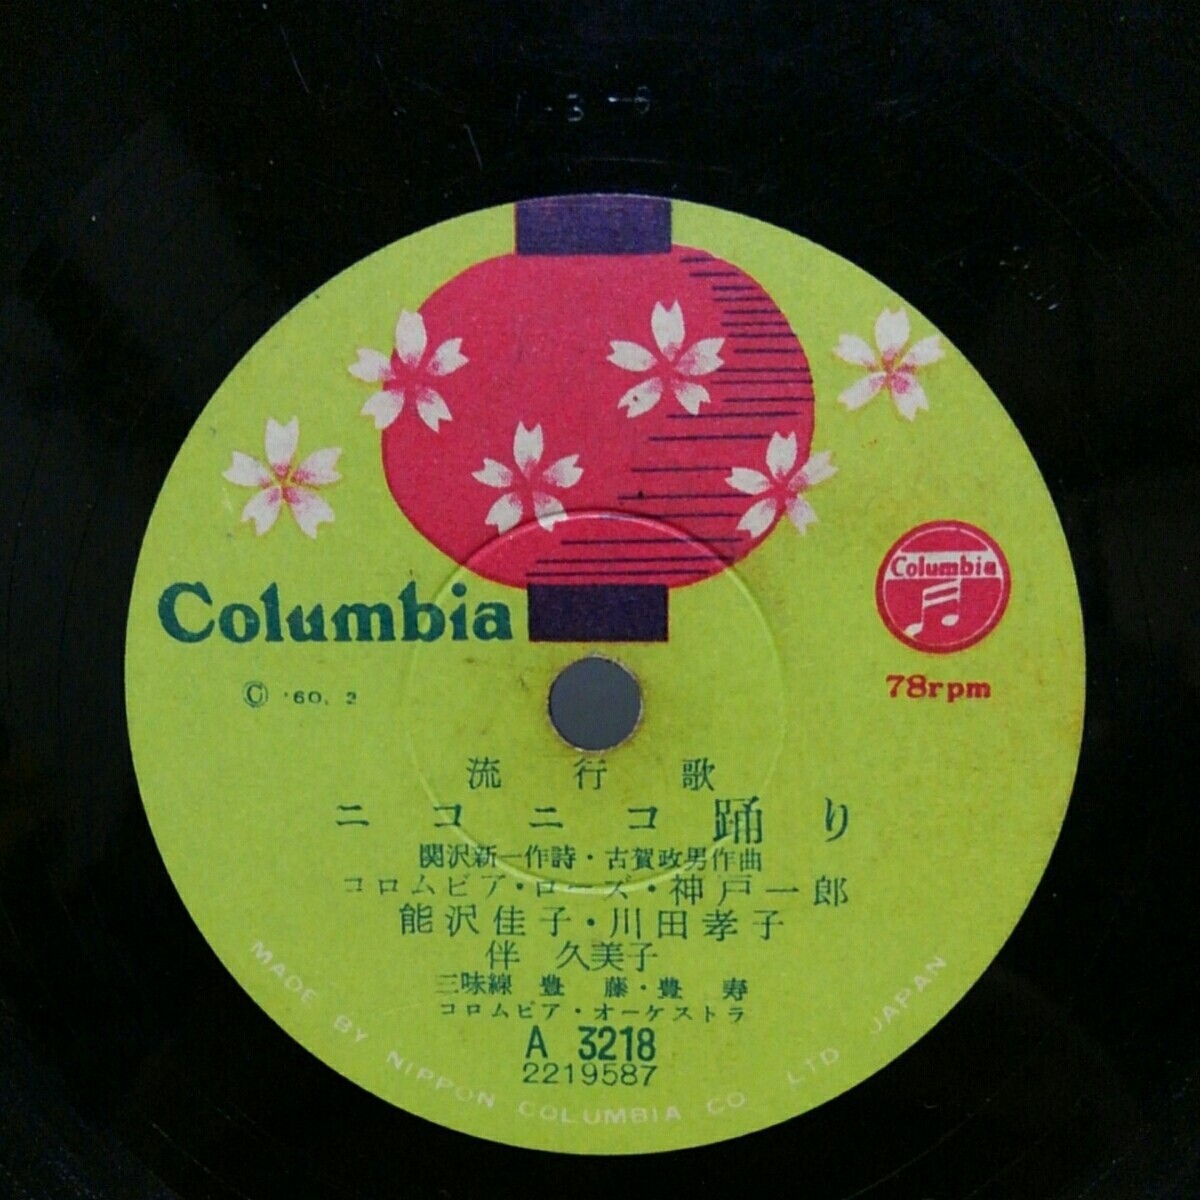 Columbia
Columbia
© '60. 2
78rpm
流行歌
ニコニコ踊り
関沢新一作詩・古賀政男作曲
コロムビア・ローズ・神戸一郎
能沢佳子・川田孝子
伴 久美子
三味線 豊 藤・豊 寿
コロムビア・オーケストラ
A 3218
2219587
MADE BY NIPPON COLUMBIA CO LTD JAPAN